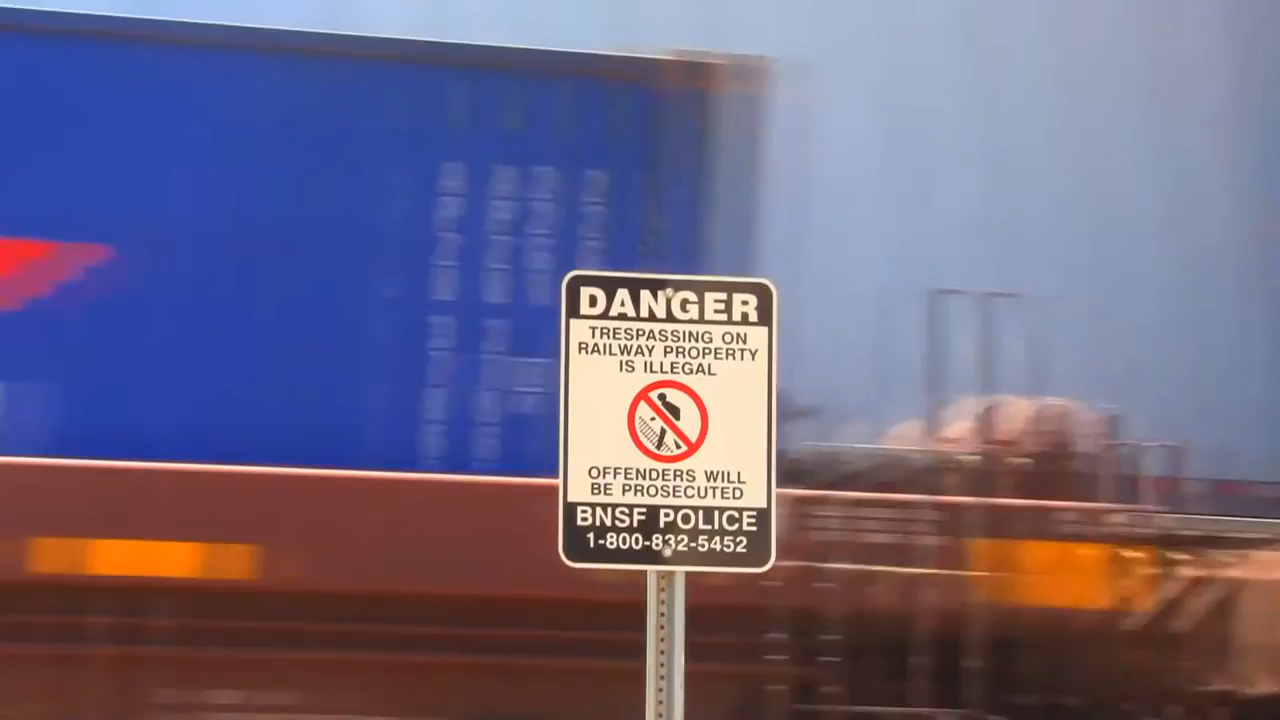 DANGER
TRESPASSING ON
RAILWAY PROPERTY
IS ILLEGAL
OFFENDERS WILL
BE PROSECUTED
BNSF POLICE
1-800-832-5452